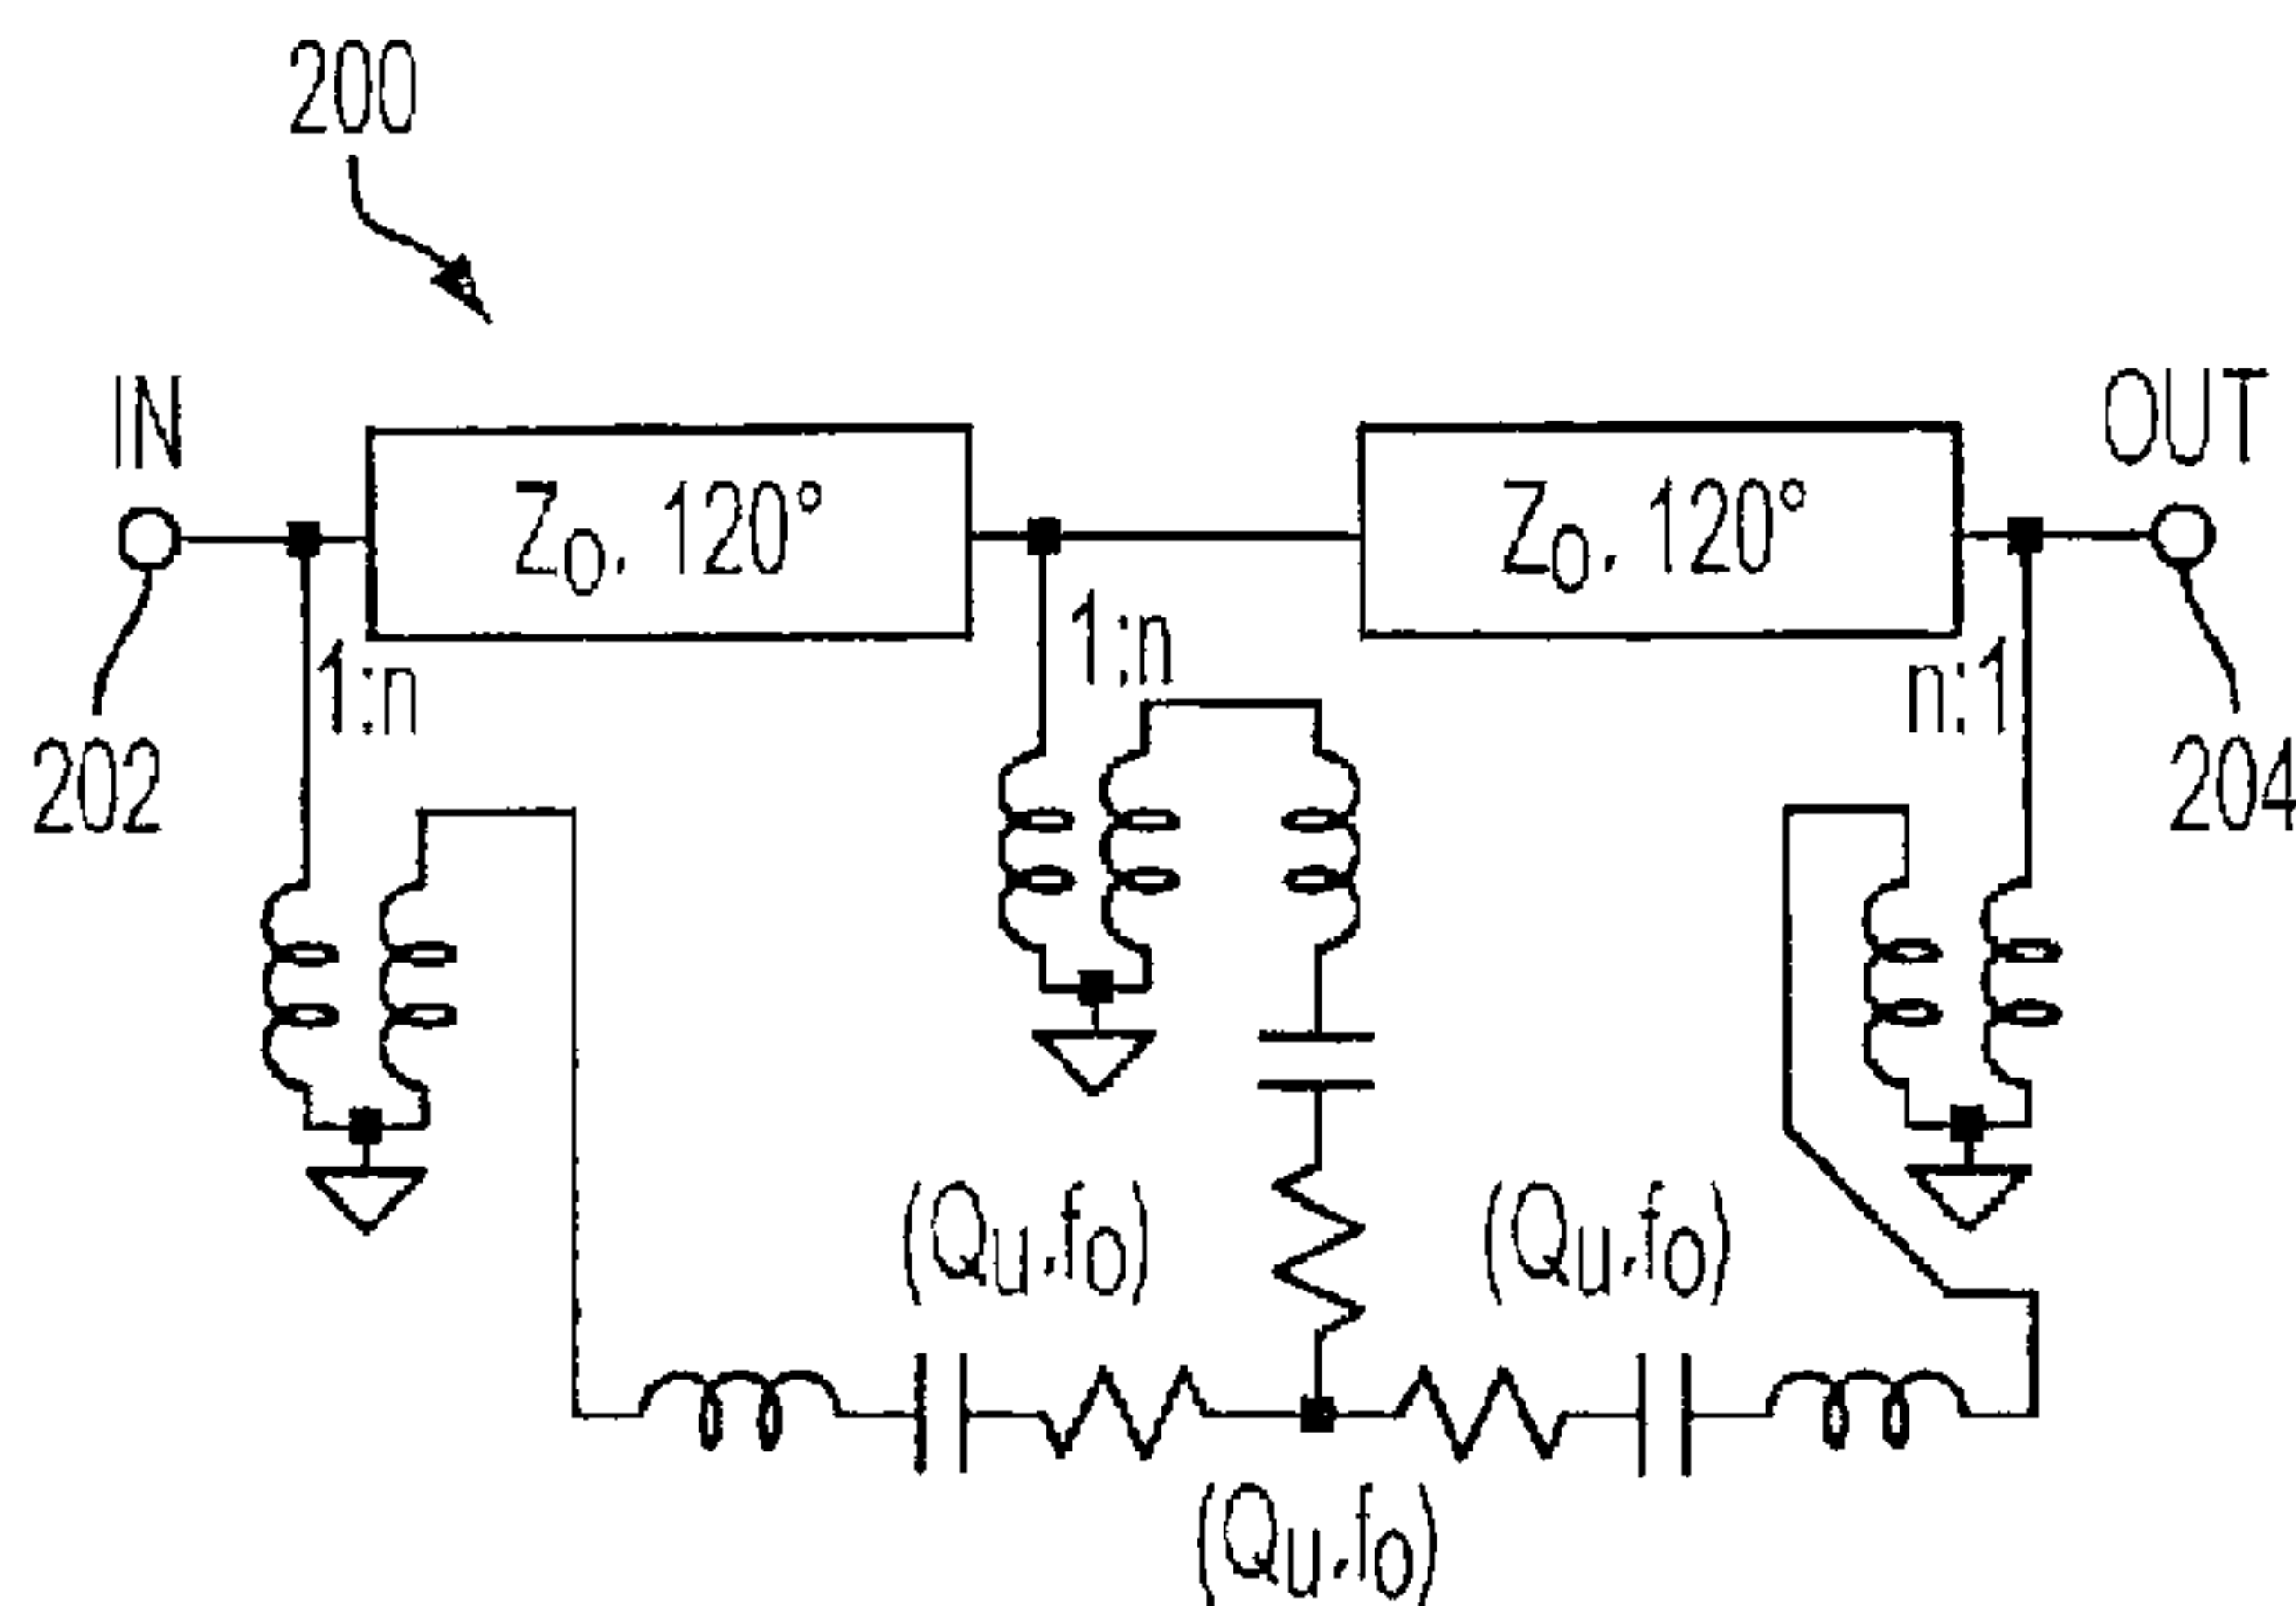 200
IN
OUT
Z₀, 120°
Z₀, 120°
1:n
1:n
n:1
202
204
(Qᵤ,f₀)
(Qᵤ,f₀)
(Qᵤ,f₀)